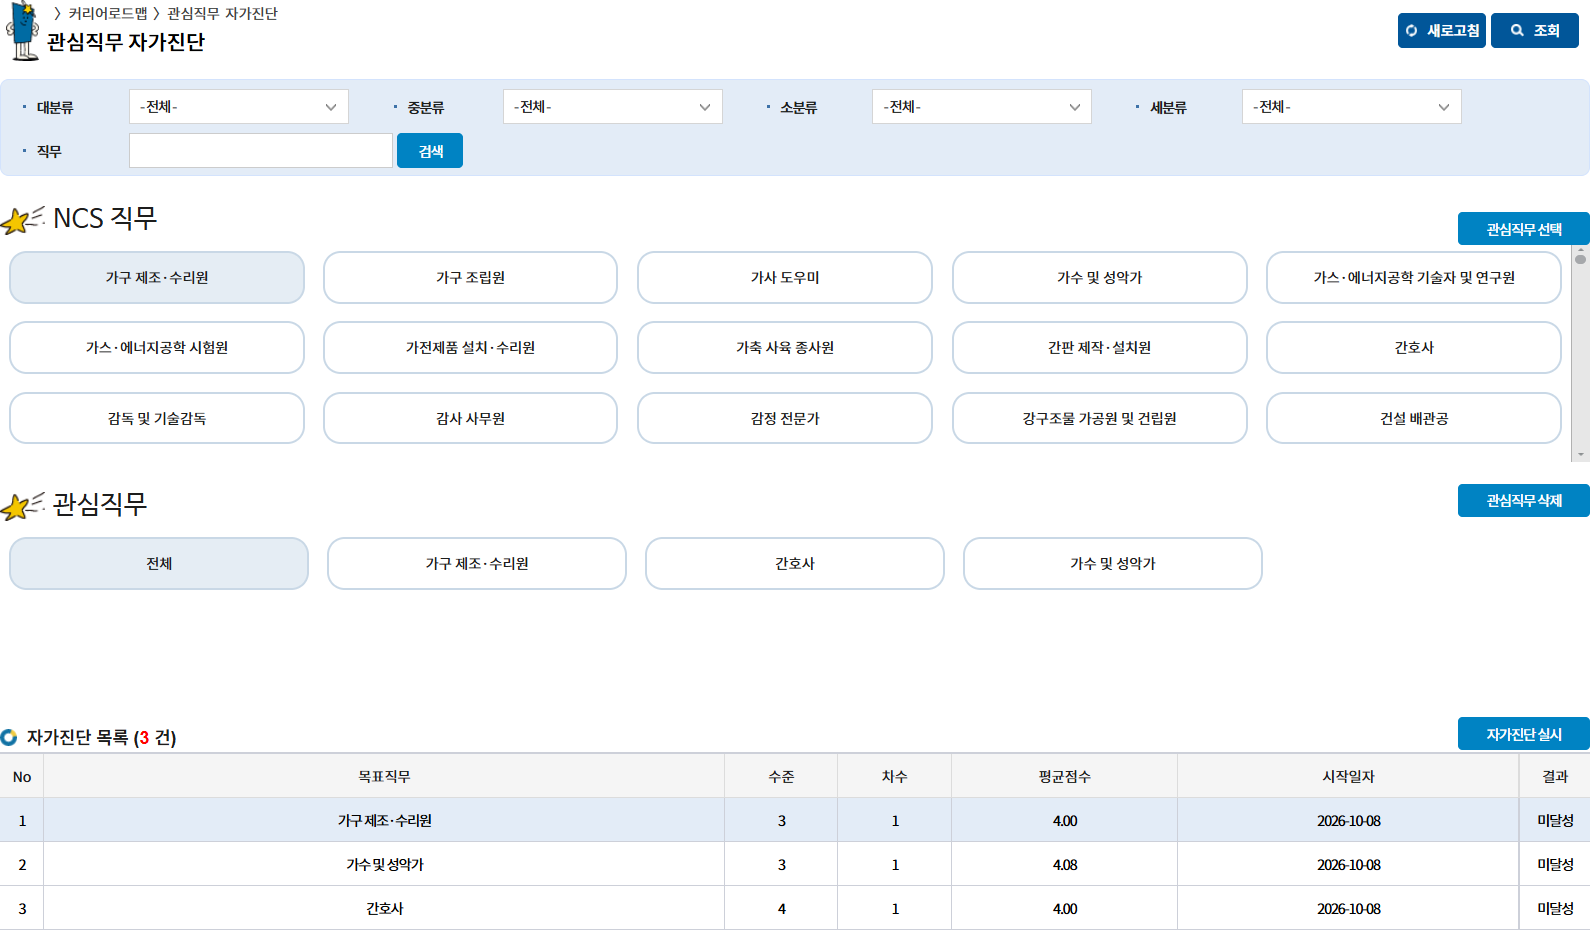 〉커리어로드맵 〉관심직무 자가진단
관심직무 자가진단
새로고침 조회
대분류 -전체- 중분류 -전체- 소분류 -전체- 세분류 -전체-
직무 검색
NCS 직무
관심직무 선택
가구 제조·수리원 가구 조립원 가사 도우미 가수 및 성악가 가스·에너지공학 기술자 및 연구원
가스·에너지공학 시험원 가전제품 설치·수리원 가축 사육 종사원 간판 제작·설치원 간호사
감독 및 기술감독 감사 사무원 감정 전문가 강구조물 가공원 및 건립원 건설 배관공
관심직무
관심직무 삭제
전체 가구 제조·수리원 간호사 가수 및 성악가
자가진단 목록 (3 건)
자가진단 실시
No 목표직무 수준 차수 평균점수 시작일자 결과
1 가구 제조·수리원 3 1 4.00 2026-10-08 미달성
2 가수 및 성악가 3 1 4.08 2026-10-08 미달성
3 간호사 4 1 4.00 2026-10-08 미달성